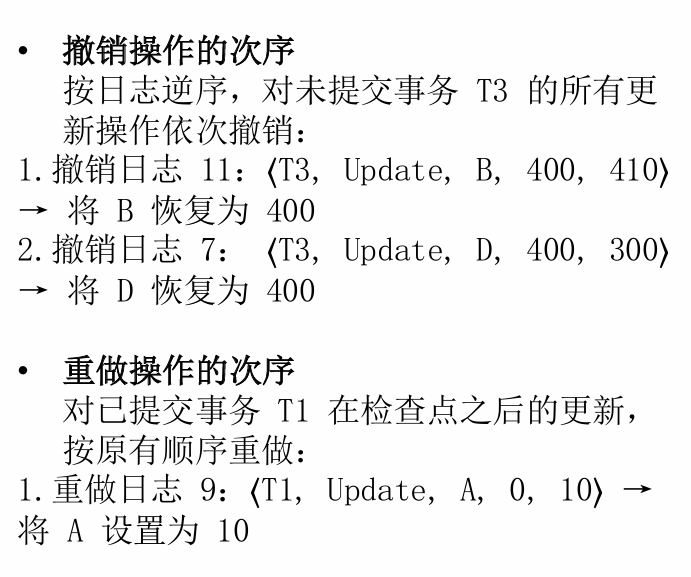 • 撤销操作的次序
按日志逆序，对未提交事务 T3 的所有更
新操作依次撤销：
1.撤销日志 11：⟨T3, Update, B, 400, 410⟩
→ 将 B 恢复为 400
2.撤销日志 7： ⟨T3, Update, D, 400, 300⟩
→ 将 D 恢复为 400
• 重做操作的次序
对已提交事务 T1 在检查点之后的更新，
按原有顺序重做：
1.重做日志 9：⟨T1, Update, A, 0, 10⟩ →
将 A 设置为 10